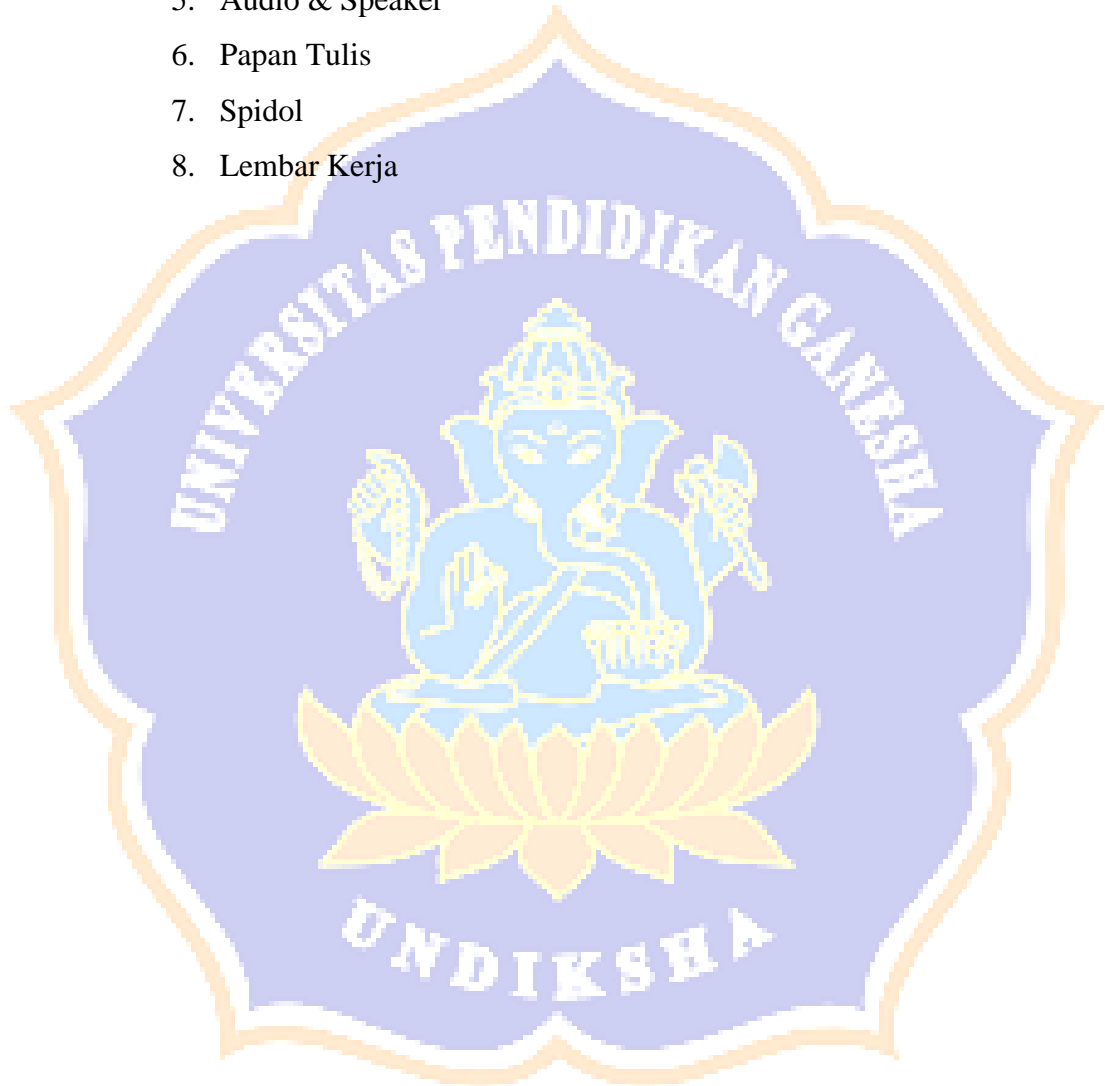 5. Audio & Speaker
6. Papan Tulis
7. Spidol
8. Lembar Kerja
UNIVERSITAS PENDIDIKAN GANESHA
UNDIKSHA